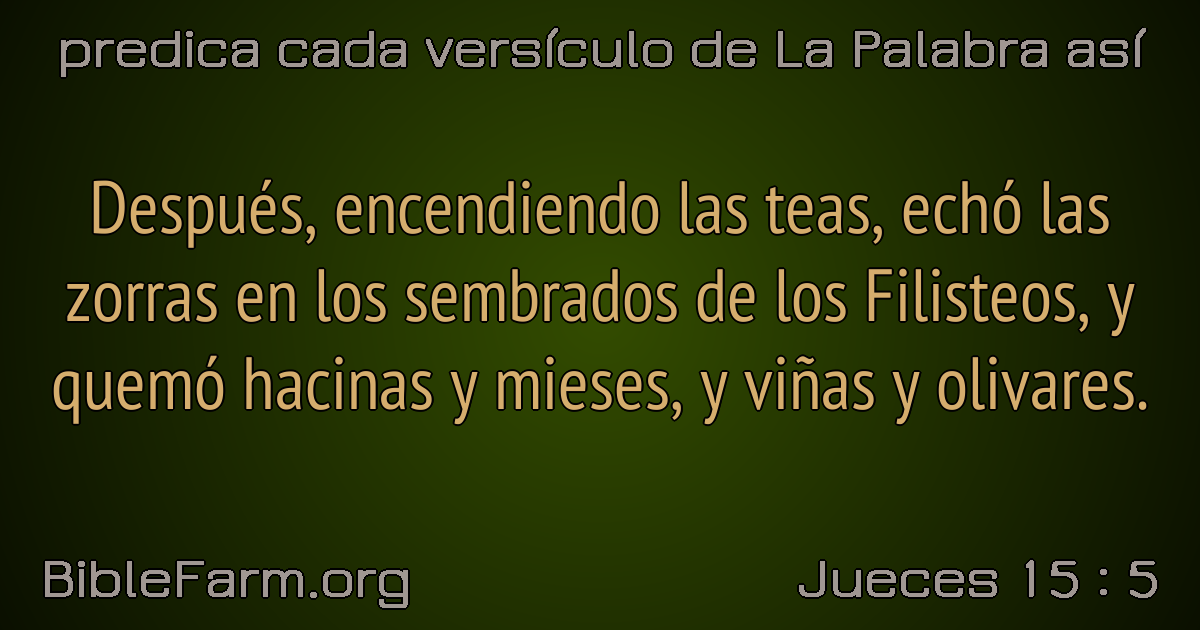 predica cada versículo de La Palabra así
Después, encendiendo las teas, echó las
zorras en los sembrados de los Filisteos, y
quemó hacinas y mieses, y viñas y olivares.
BibleFarm.org
Jueces 15 : 5